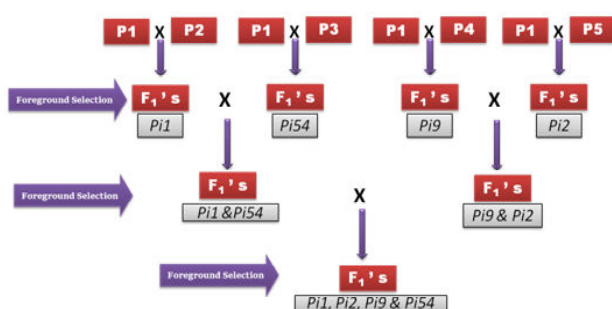 P1 X P2 P1 X P3 P1 X P4 P1 X P5
Foreground Selection F₁'s X F₁'s F₁'s X F₁'s
Pi1 Pi54 Pi9 Pi2
Foreground Selection F₁'s X F₁'s
Pi1 &Pi54 Pi9 & Pi2
Foreground Selection F₁'s
Pi1, Pi2, Pi9 & Pi54